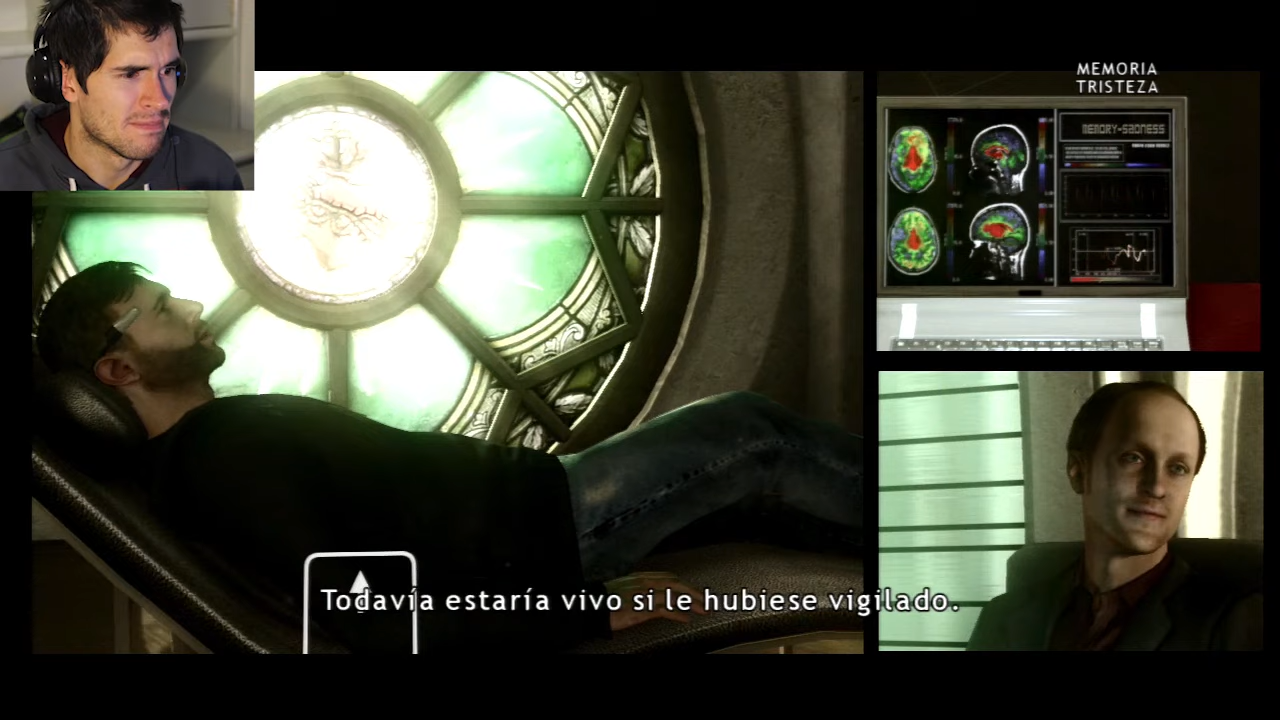 MEMORIA
TRISTEZA
MEMORY-SADNESS
Todavía estaría vivo si le hubiese vigilado.